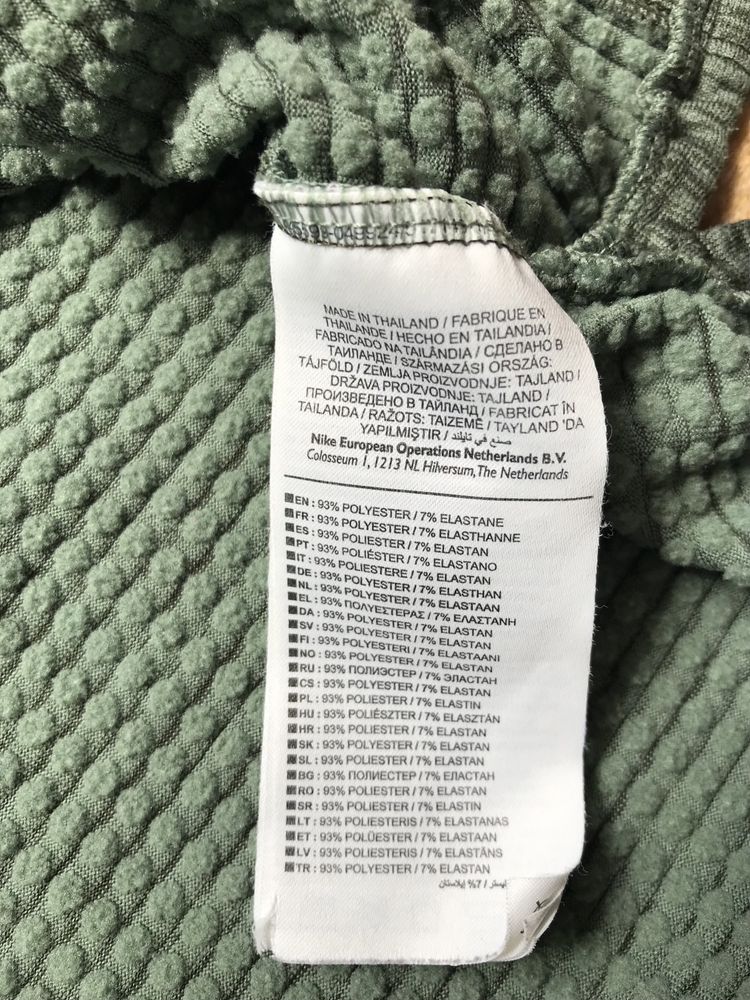 MADE IN THAILAND / FABRIQUE EN
THAILANDE / HECHO EN TAILANDIA /
FABRICADO NA TAILÂNDIA / СДЕЛАНО В
ТАИЛАНДЕ / SZÁRMAZÁSI ORSZÁG:
TÁJFÖLD / ZEMLJA PROIZVODNJE: TAJLAND /
DRŽAVA PROIZVODNJE: TAJLAND /
ПРОИЗВЕДЕНО В ТАЙЛАНД / FABRICAT ÎN
TAILANDA / RAŽOTS: TAIZEMĒ / TAYLAND 'DA
YAPILMIŞTIR / صنع في تايلند
Nike European Operations Netherlands B.V.
Colosseum 1, 1213 NL Hilversum, The Netherlands
EN : 93% POLYESTER / 7% ELASTANE
FR : 93% POLYESTER / 7% ELASTHANNE
ES : 93% POLIÉSTER / 7% ELASTAN
PT : 93% POLIÉSTER / 7% ELASTANO
IT : 93% POLIESTERE / 7% ELASTAN
DE : 93% POLYESTER / 7% ELASTHAN
NL : 93% POLYESTER / 7% ELASTAAN
EL : 93% ΠΟΛΥΕΣΤΕΡΑΣ / 7% ΕΛΑΣΤΑΝΗ
DA : 93% POLYESTER / 7% ELASTAN
SV : 93% POLYESTER / 7% ELASTAN
FI : 93% POLYESTERI / 7% ELASTAANI
NO : 93% POLYESTER / 7% ELASTAN
RU : 93% ПОЛИЭСТЕР / 7% ЭЛАСТАН
CS : 93% POLYESTER / 7% ELASTAN
PL : 93% POLIESTER / 7% ELASTIN
HU : 93% POLIÉSZTER / 7% ELASZTÁN
HR : 93% POLIESTER / 7% ELASTAN
SK : 93% POLYESTER / 7% ELASTAN
SL : 93% POLIESTER / 7% ELASTAN
BG : 93% ПОЛИЕСТЕР / 7% ЕЛАСТАН
RO : 93% POLIESTER / 7% ELASTAN
SR : 93% POLIESTER / 7% ELASTIN
LT : 93% POLIESTERIS / 7% ELASTANAS
ET : 93% POLÜESTER / 7% ELASTAAN
LV : 93% POLIESTERIS / 7% ELASTĀNS
TR : 93% POLIESTER / 7% ELASTAN